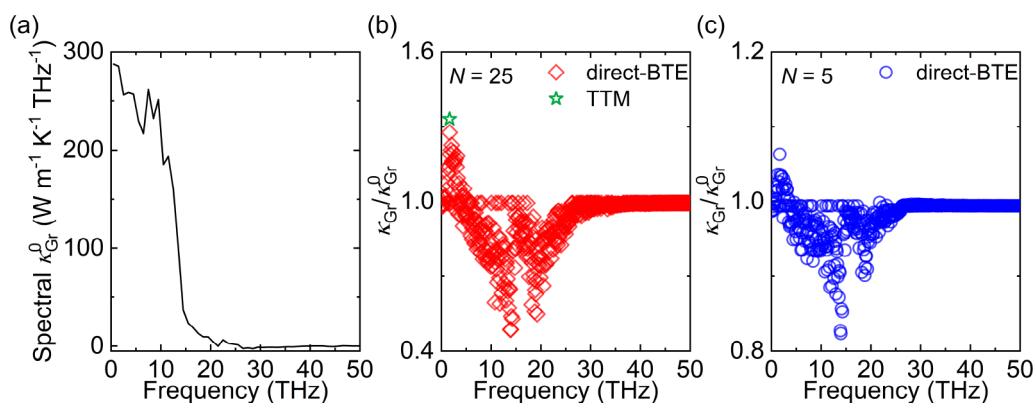 (a)
300
200
100
0
0 10 20 30 40 50
Frequency (THz)
Spectral κ⁰Gr (W m⁻¹ K⁻¹ THz⁻¹)
(b)
1.6
1.0
0.4
N = 25
direct-BTE
TTM
κGr/κ⁰Gr
0 10 20 30 40 50
Frequency (THz)
(c)
1.2
1.0
0.8
N = 5
direct-BTE
κGr/κ⁰Gr
0 10 20 30 40 50
Frequency (THz)